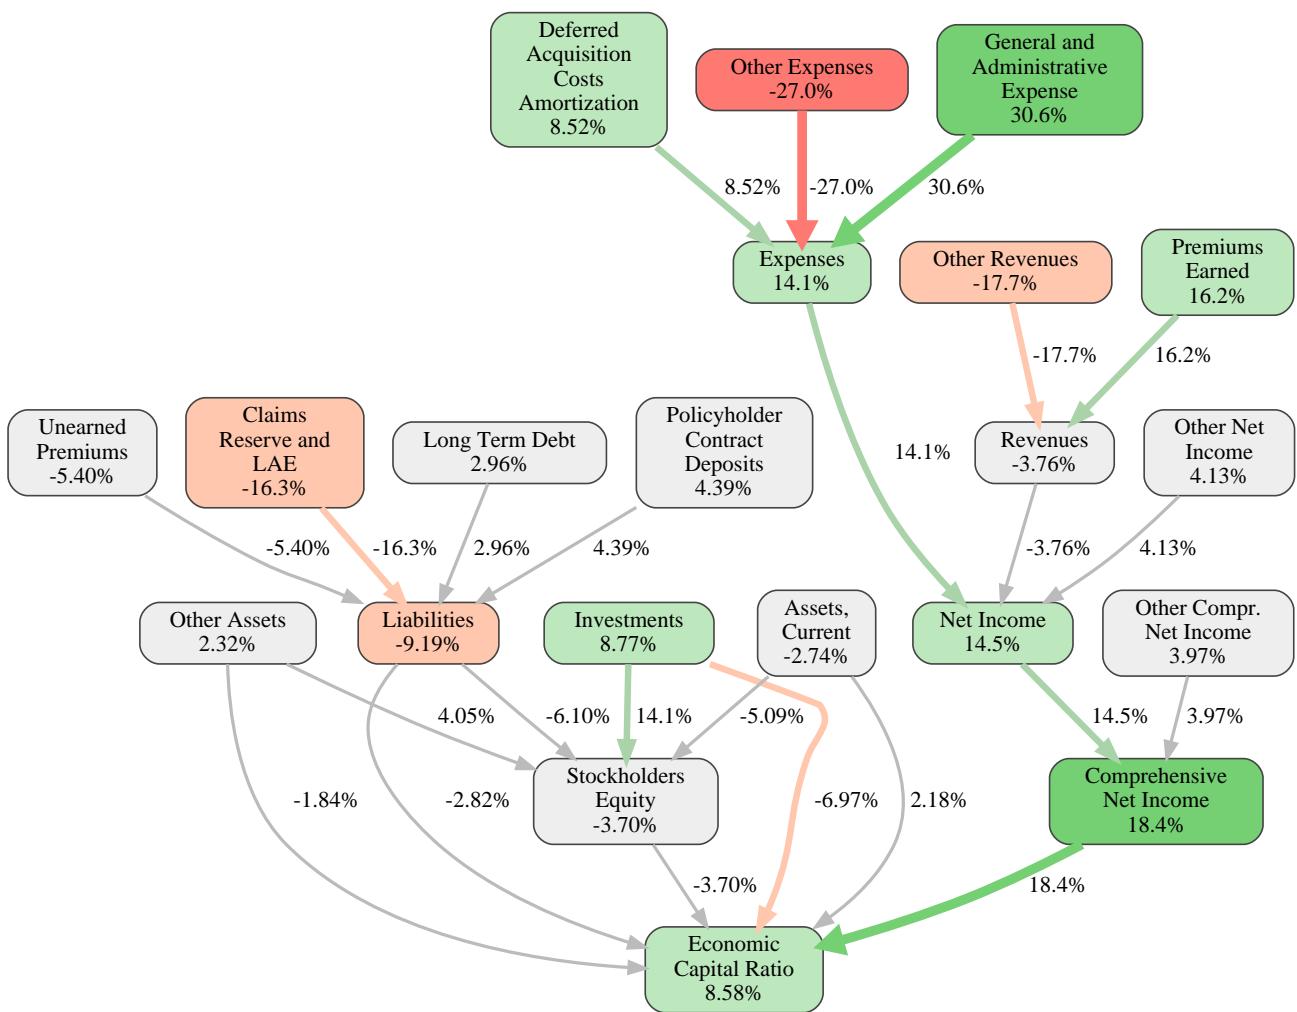 Deferred
Acquisition
Costs
Amortization
8.52%
Other Expenses
-27.0%
General and
Administrative
Expense
30.6%
8.52%
-27.0%
30.6%
Expenses
14.1%
Other Revenues
-17.7%
Premiums
Earned
16.2%
-17.7%
16.2%
Unearned
Premiums
-5.40%
Claims
Reserve and
LAE
-16.3%
Long Term Debt
2.96%
Policyholder
Contract
Deposits
4.39%
14.1%
Revenues
-3.76%
Other Net
Income
4.13%
-5.40%
-16.3%
2.96%
4.39%
-3.76%
4.13%
Other Assets
2.32%
Liabilities
-9.19%
Investments
8.77%
Assets,
Current
-2.74%
Net Income
14.5%
Other Compr.
Net Income
3.97%
4.05%
-6.10%
14.1%
-5.09%
14.5%
3.97%
-1.84%
-2.82%
Stockholders
Equity
-3.70%
-6.97%
2.18%
Comprehensive
Net Income
18.4%
-3.70%
18.4%
Economic
Capital Ratio
8.58%